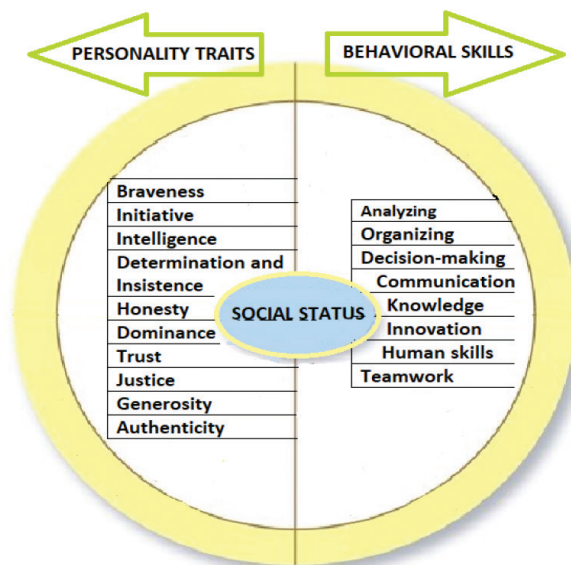 PERSONALITY TRAITS
BEHAVIORAL SKILLS
Braveness
Initiative
Intelligence
Determination and
Insistence
Honesty
Dominance
Trust
Justice
Generosity
Authenticity
SOCIAL STATUS
Analyzing
Organizing
Decision-making
Communication
Knowledge
Innovation
Human skills
Teamwork